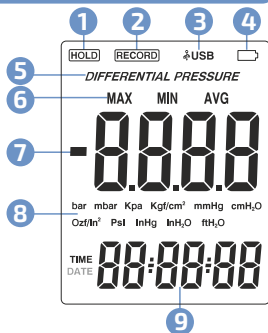 1 2 3 4
HOLD RECORD USB
5 DIFFERENTIAL PRESSURE
6 MAX MIN AVG
7 -8.8.8.8
bar mbar Kpa Kgf/cm² mmHg cmH₂O
8 Ozf/In² PsI InHg InH₂O ftH₂O
TIME
DATE 88:88:88
9